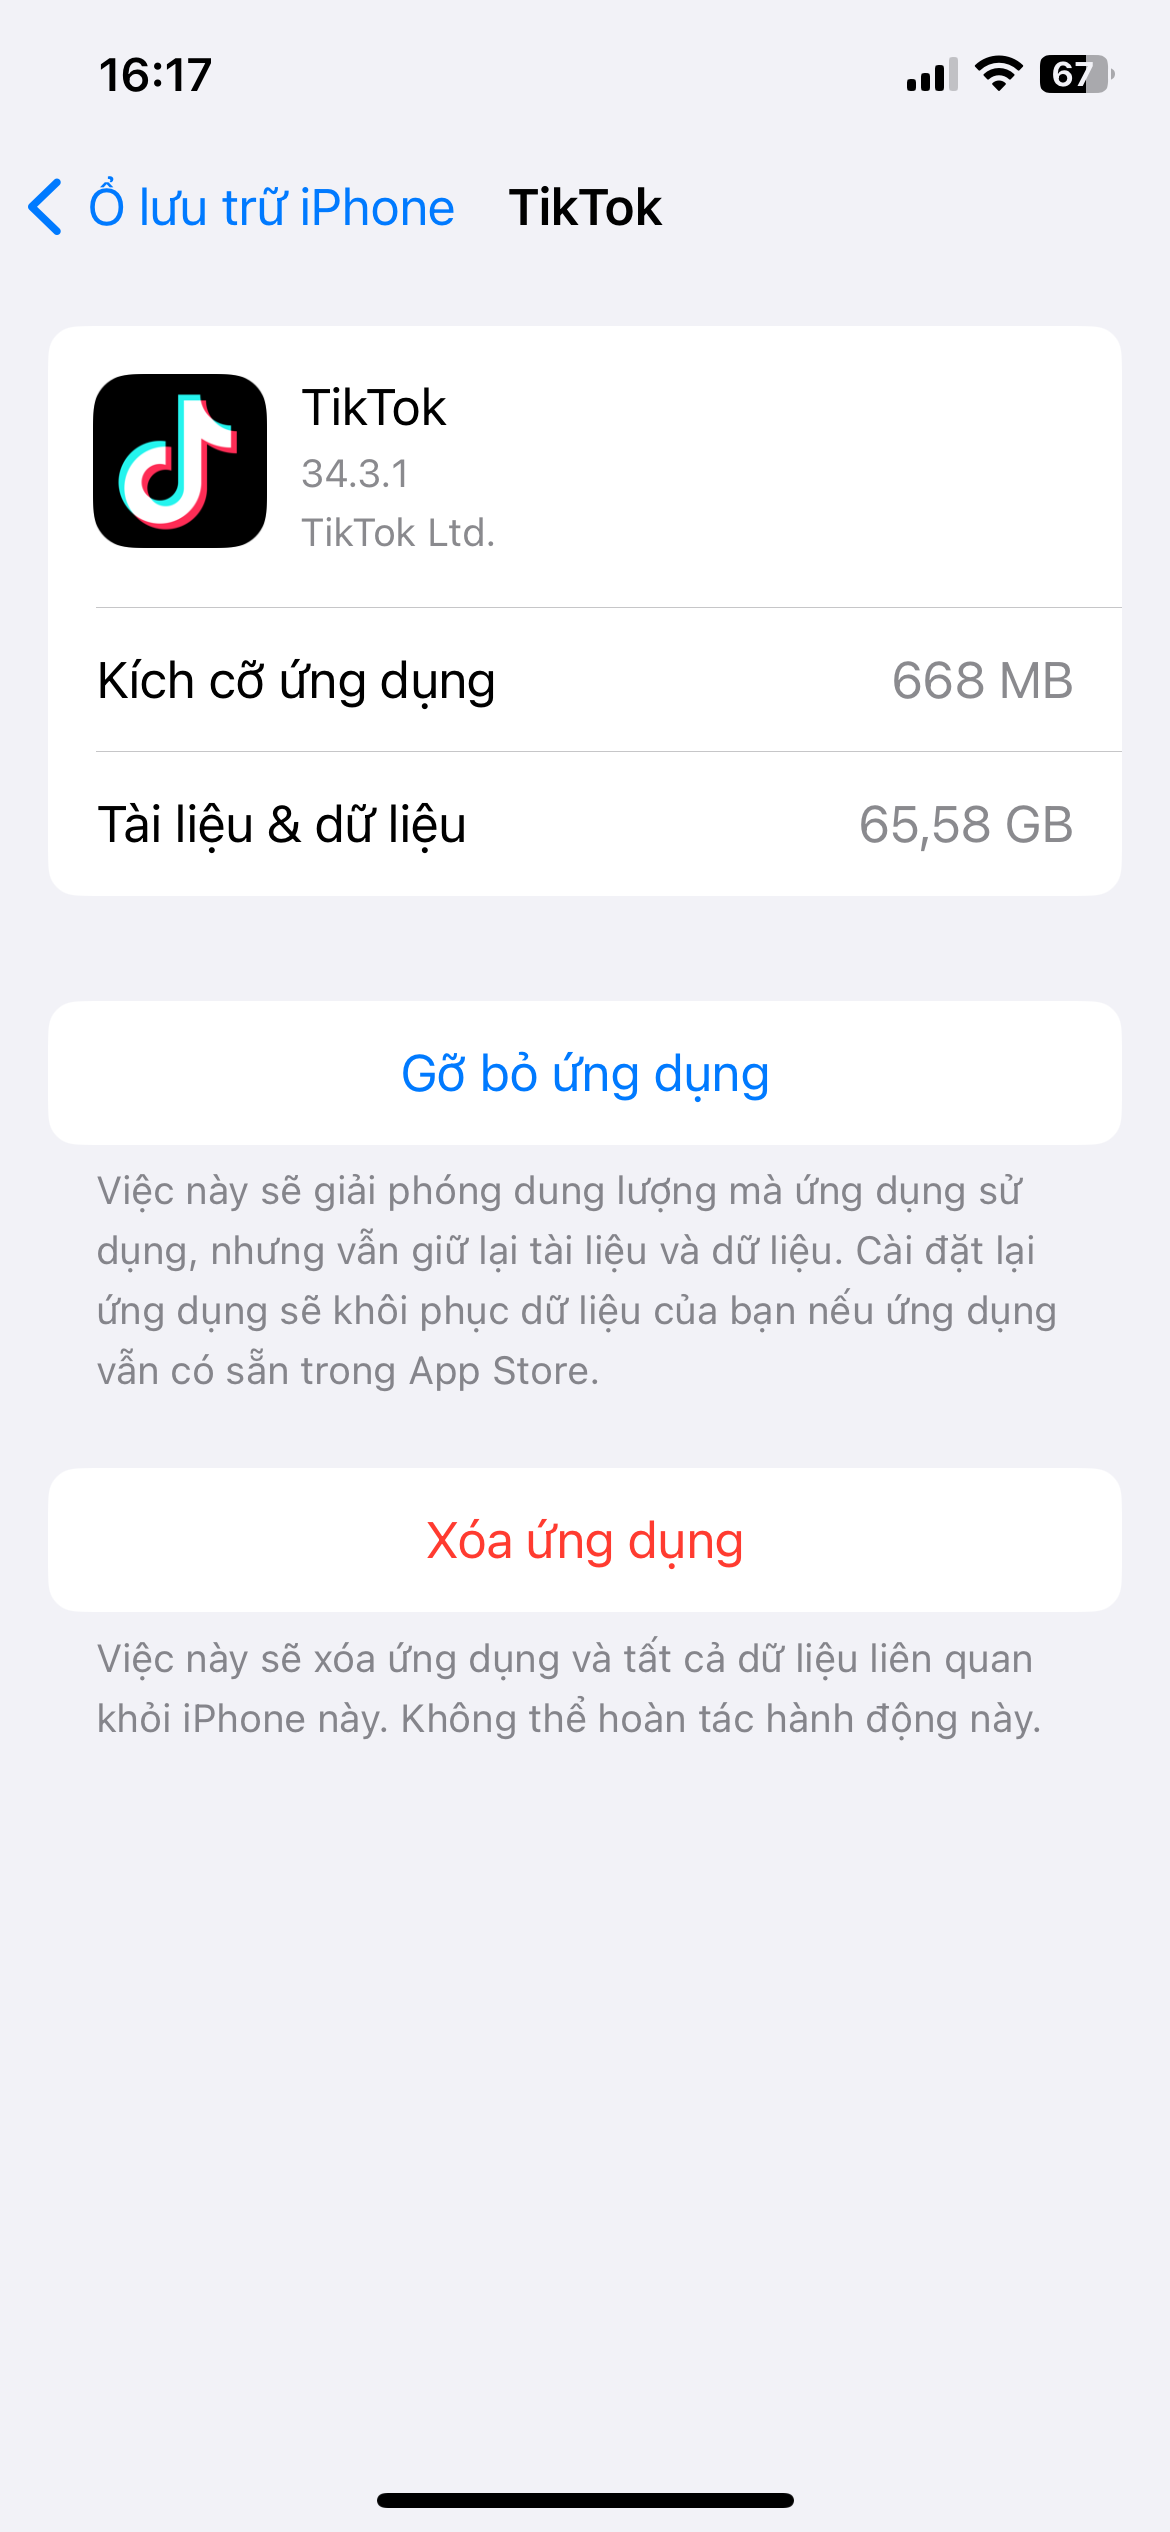 16:17
67
Ổ lưu trữ iPhone TikTok
TikTok
34.3.1
TikTok Ltd.
Kích cỡ ứng dụng 668 MB
Tài liệu & dữ liệu 65,58 GB
Gỡ bỏ ứng dụng
Việc này sẽ giải phóng dung lượng mà ứng dụng sử
dụng, nhưng vẫn giữ lại tài liệu và dữ liệu. Cài đặt lại
ứng dụng sẽ khôi phục dữ liệu của bạn nếu ứng dụng
vẫn có sẵn trong App Store.
Xóa ứng dụng
Việc này sẽ xóa ứng dụng và tất cả dữ liệu liên quan
khỏi iPhone này. Không thể hoàn tác hành động này.